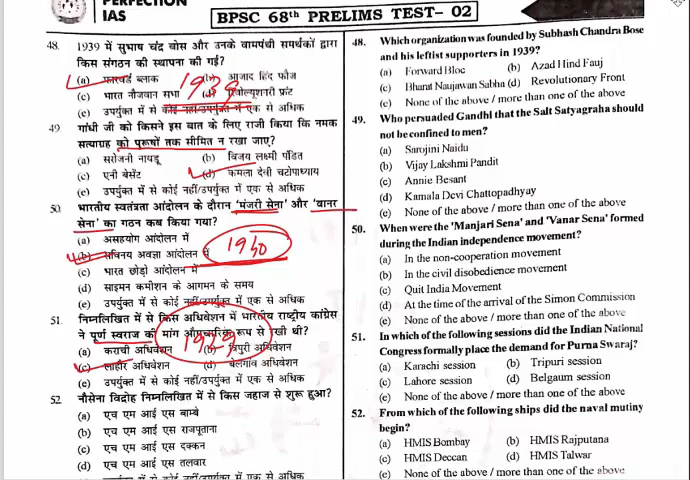 PERFECTION
IAS
BPSC 68th PRELIMS TEST- 02
48. 1939 में सुभाष चंद्र बोस और उनके वामपंथी समर्थकों द्वारा
किस संगठन की स्थापना की गई?
(a) फारवर्ड ब्लाक (b) आजाद हिंद फौज
(c) भारत नौजवान सभा (d) रिवोल्यूशनरी फ्रंट
1939
(e) उपर्युक्त में से कोई नहीं/उपर्युक्त में एक से अधिक
49 गांधी जी को किसने इस बात के लिए राजी किया कि नमक
सत्याग्रह को पुरूषों तक सीमित न रखा जाए?
(a) सरोजनी नायडू (b) विजय लक्ष्मी पंडित
(c) एनी बेसेंट (d) कमला देवी चटोपाध्याय
(e) उपर्युक्त में से कोई नहीं/उपर्युक्त में एक से अधिक
50. भारतीय स्वतंत्रता आंदोलन के दौरान 'मंजरी सेना' और 'वानर
सेना' का गठन कब किया गया?
(a) असहयोग आंदोलन में
(b) सविनय अवज्ञा आंदोलन में
1930
(c) भारत छोड़ो आंदोलन में
(d) साइमन कमीशन के आगमन के समय
(e) उपर्युक्त में से कोई नहीं/उपर्युक्त में एक से अधिक
51. निम्नलिखित में से किस अधिवेशन में भारतीय राष्ट्रीय कांग्रेस
ने पूर्ण स्वराज की मांग औपचारिक रूप से रखी थी?
1929
(a) कराची अधिवेशन (b) त्रिपुरी अधिवेशन
(c) लाहौर अधिवेशन (d) बेलगांव अधिवेशन
(e) उपर्युक्त में से कोई नहीं/उपर्युक्त में एक से अधिक
52. नौसेना विद्रोह निम्नलिखित में से किस जहाज से शुरू हुआ?
(a) एच एम आई एस बाम्बे
(b) एच एम आई एस राजपूताना
(c) एच एम आई एस दक्कन
(d) एच एम आई एस तलवार
उपर्युक्त में से कोई नहीं/उपर्युक्त में एक से अधिक
48. Which organization was founded by Subhash Chandra Bose
and his leftist supporters in 1939?
(a) Forward Bloc (b) Azad Hind Fauj
(c) Bharat Naujawan Sabha (d) Revolutionary Front
(e) None of the above / more than one of the above
49. Who persuaded Gandhi that the Salt Satyagraha should
not be confined to men?
(a) Sarojini Naidu
(b) Vijay Lakshmi Pandit
(c) Annie Besant
(d) Kamala Devi Chattopadhyay
(e) None of the above / more than one of the above
50. When were the 'Manjari Sena' and 'Vanar Sena' formed
during the Indian independence movement?
(a) In the non-cooperation movement
(b) In the civil disobedience movement
(c) Quit India Movement
(d) At the time of the arrival of the Simon Commission
(e) None of the above / more than one of the above
51. In which of the following sessions did the Indian National
Congress formally place the demand for Purna Swaraj?
(a) Karachi session (b) Tripuri session
(c) Lahore session (d) Belgaum session
(e) None of the above / more than one of the above
52. From which of the following ships did the naval mutiny
begin?
(a) HMIS Bombay (b) HMIS Rajputana
(c) HMIS Deccan (d) HMIS Talwar
(e) None of the above / more than one of the above